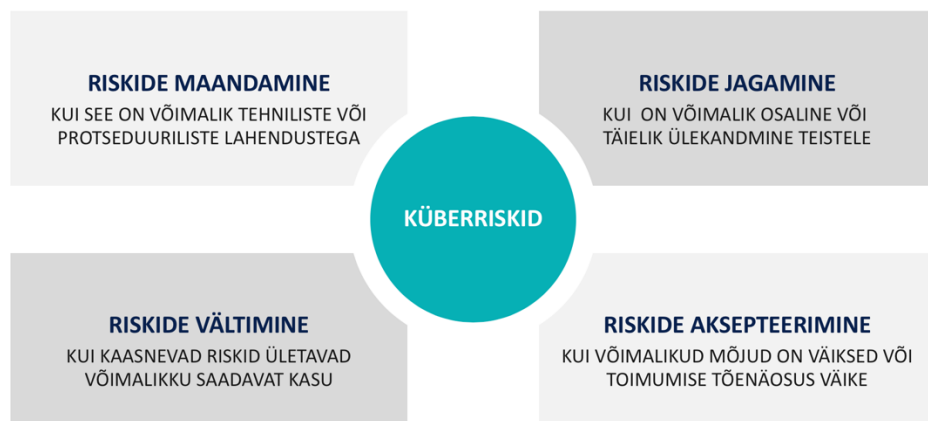 RISKIDE MAANDAMINE
KUI SEE ON VÕIMALIK TEHNILISTE VÕI
PROTSEDUURILISTE LAHENDUSTEGA
RISKIDE JAGAMINE
KUI ON VÕIMALIK OSALINE VÕI
TÄIELIK ÜLEKANDMINE TEISTELE
KÜBERRISKID
RISKIDE VÄLTIMINE
KUI KAASNEVAD RISKID ÜLETAVAD
VÕIMALIKKU SAADAVAT KASU
RISKIDE AKSEPTEERIMINE
KUI VÕIMALIKUD MÕJUD ON VÄIKSED VÕI
TOIMUMISE TÕENÄOSUS VÄIKE